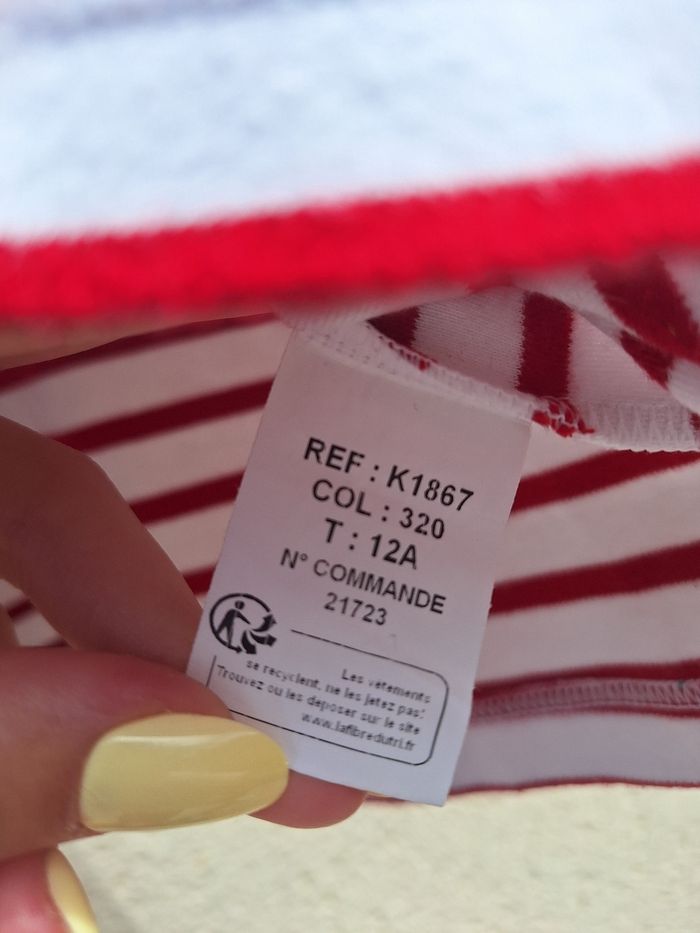 REF : K1867
COL : 320
T : 12A
N° COMMANDE
21723
Les vêtements
se recyclent, ne les jetez pas!
Trouvez ou les déposer sur le site
www.lafibredutri.fr